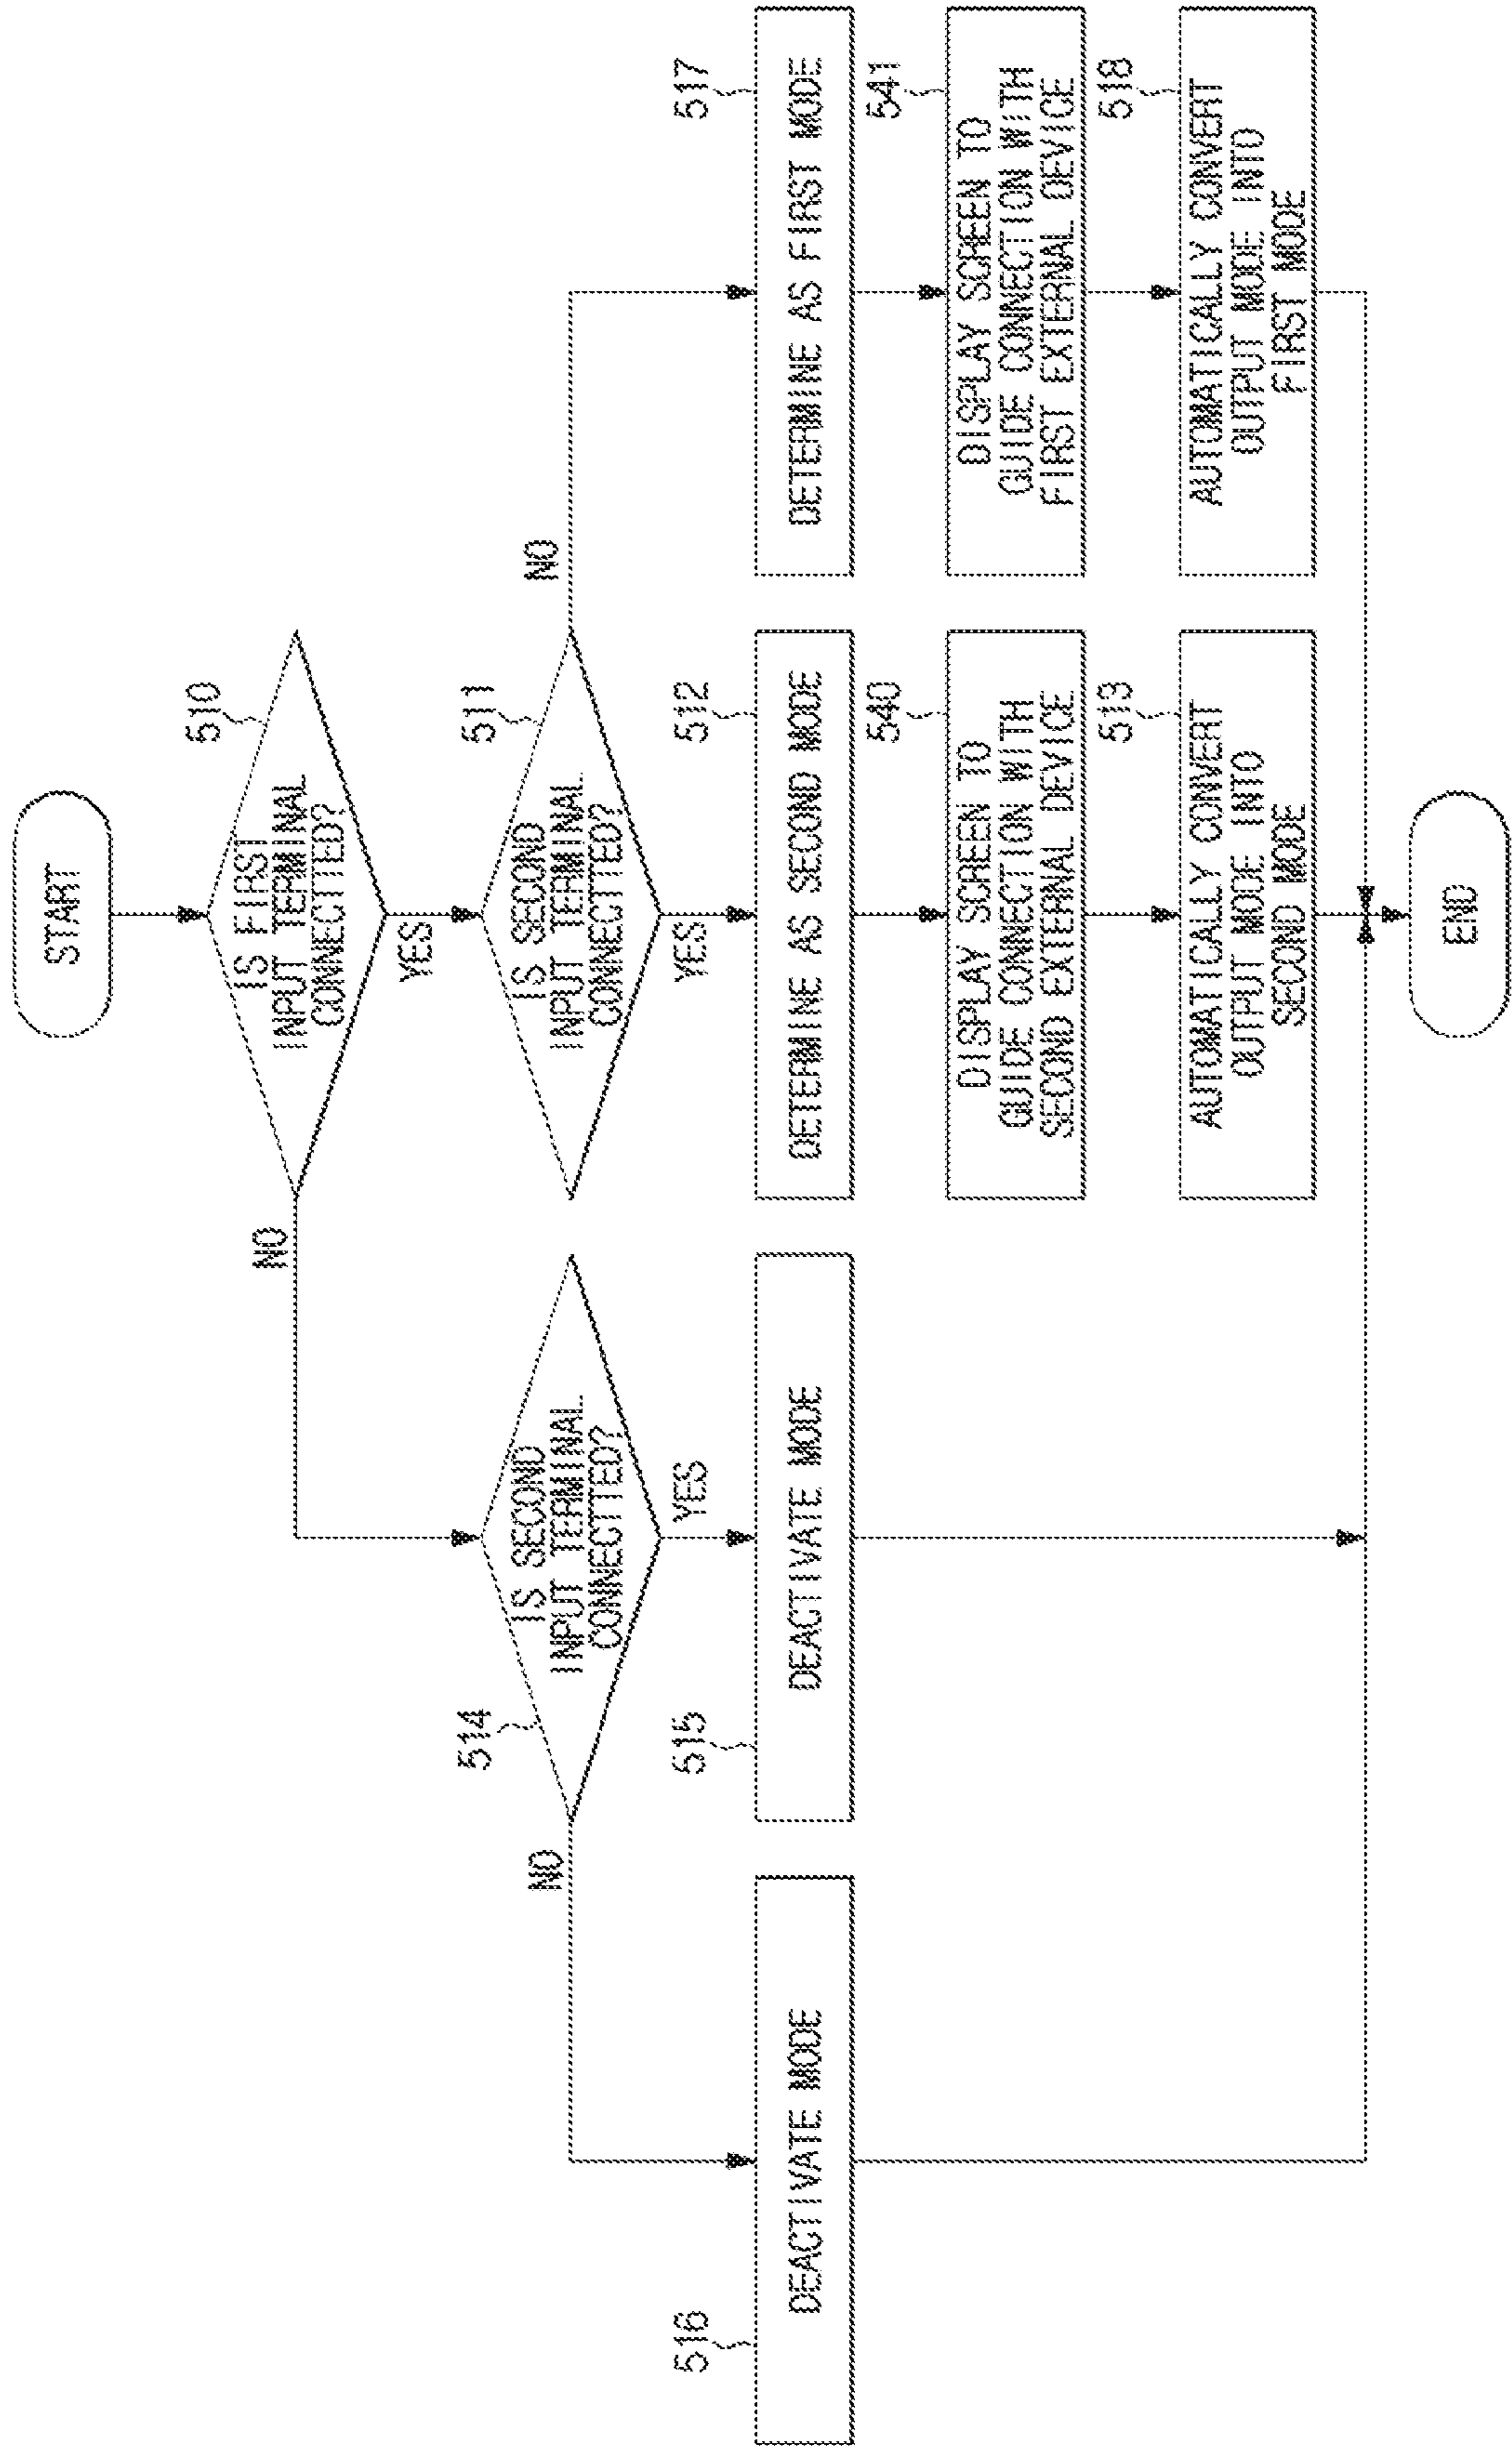 START
510
IS FIRST
INPUT TERMINAL
CONNECTTED?
NO
YES
514
IS SECOND
INPUT TERMINAL
CONNECTTED?
NO
YES
511
IS SECOND
INPUT TERMINAL
CONNECTTED?
YES
NO
516
DEACTIVATE MODE
515
DEACTIVATE MODE
512
DETERMINE AS SECOND MODE
517
DETERMINE AS FIRST MODE
540
DISPLAY SCREEN TO
GUIDE CONNECTION WITH
SECOND EXTERNAL DEVICE
541
DISPLAY SCREEN TO
GUIDE CONNECTION WITH
FIRST EXTERNAL DEVICE
513
AUTOMATICALLY CONVERT
OUTPUT MODE INTO
SECOND MODE
518
AUTOMATICALLY CONVERT
OUTPUT MODE INTO
FIRST MODE
END